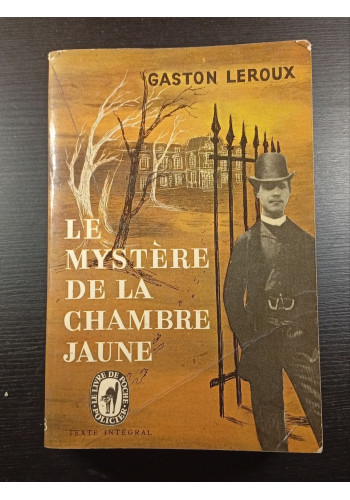 GASTON LEROUX
LE
MYSTÈRE
DE LA
CHAMBRE
JAUNE
LE LIVRE DE POCHE
POLICIER
TEXTE INTÉGRAL